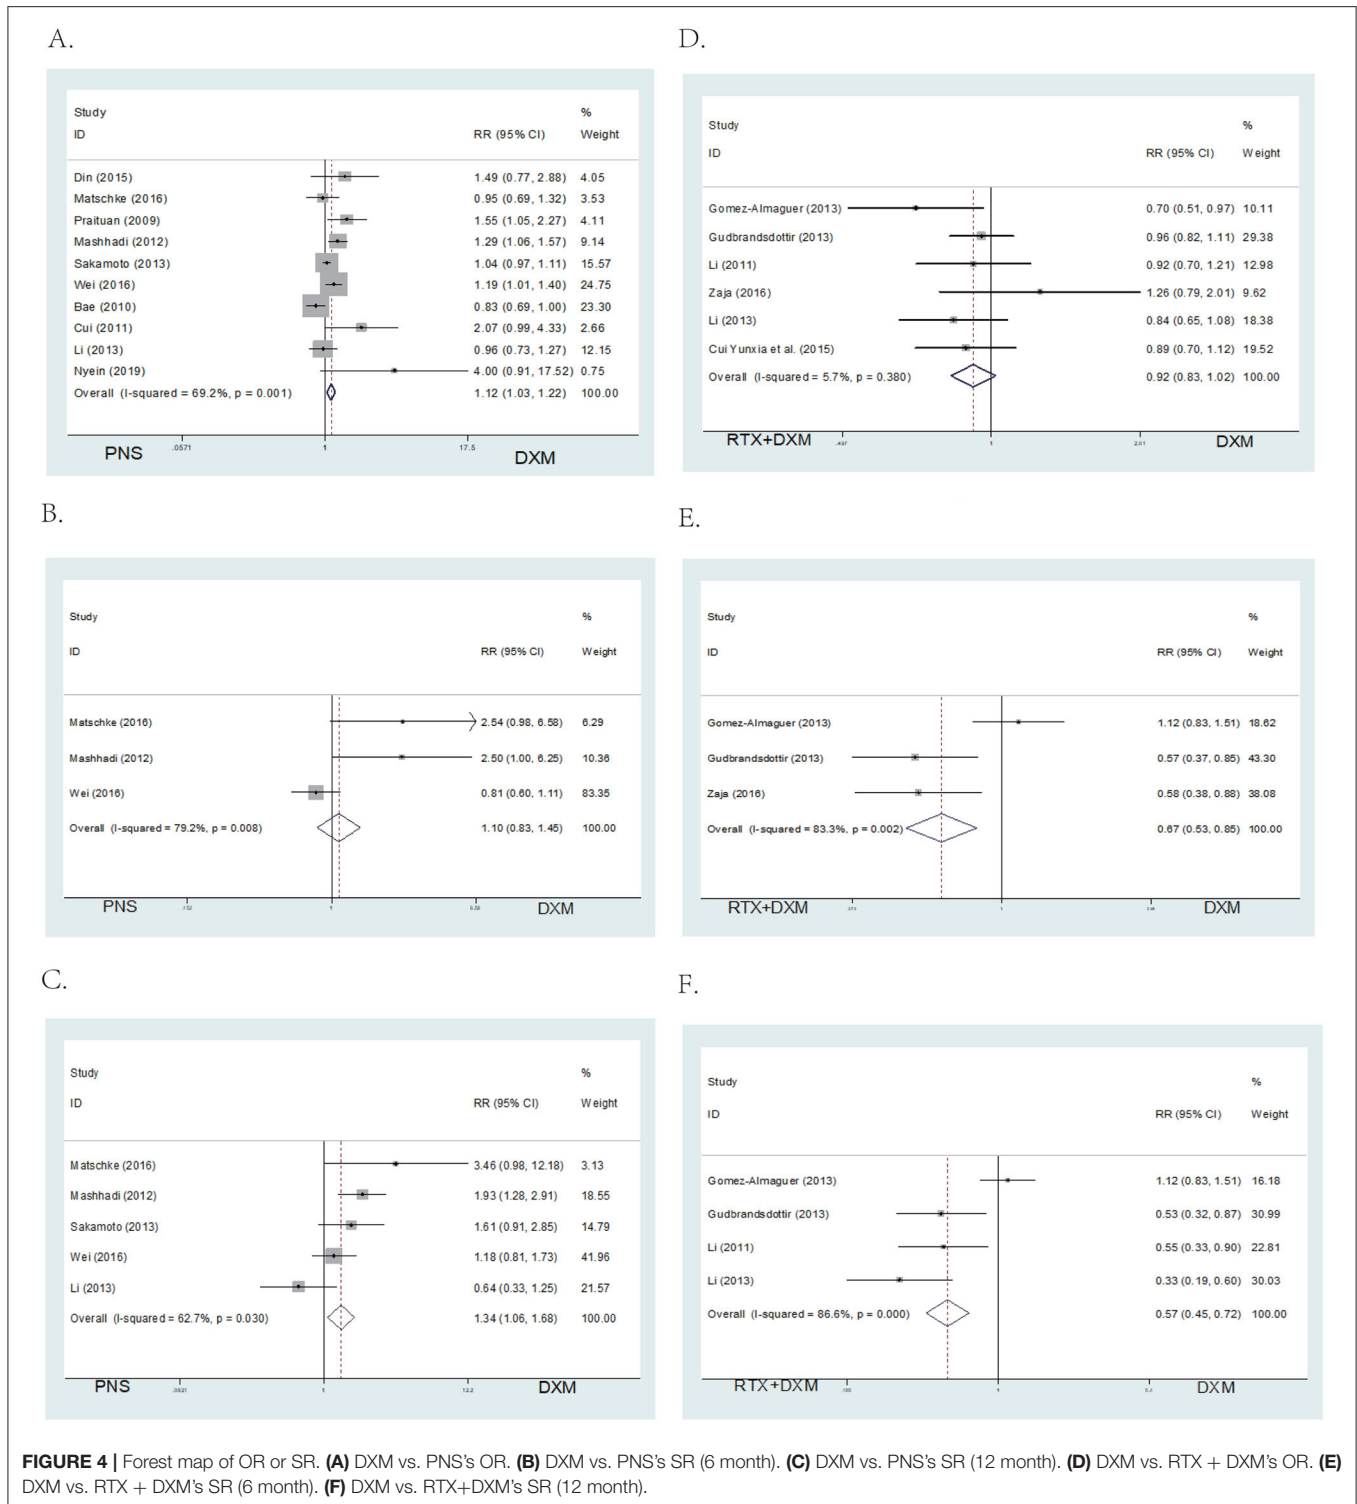 A.
Study %
ID RR (95% CI) Weight
Din (2015) 1.49 (0.77, 2.88) 4.05
Matschke (2016) 0.95 (0.69, 1.32) 3.53
Praituan (2009) 1.55 (1.05, 2.27) 4.11
Mashhadi (2012) 1.29 (1.06, 1.57) 9.14
Sakamoto (2013) 1.04 (0.97, 1.11) 15.57
Wei (2016) 1.19 (1.01, 1.40) 24.75
Bae (2010) 0.83 (0.69, 1.00) 23.30
Cui (2011) 2.07 (0.99, 4.33) 2.66
Li (2013) 0.96 (0.73, 1.27) 12.15
Nyein (2019) 4.00 (0.91, 17.52) 0.75
Overall (I-squared = 69.2%, p = 0.001) 1.12 (1.03, 1.22) 100.00
.0571 1 17.5
PNS DXM
B.
Study %
ID RR (95% CI) Weight
Matschke (2016) 2.54 (0.98, 6.58) 6.29
Mashhadi (2012) 2.50 (1.00, 6.25) 10.36
Wei (2016) 0.81 (0.60, 1.11) 83.35
Overall (I-squared = 79.2%, p = 0.008) 1.10 (0.83, 1.45) 100.00
.152 1 6.58
PNS DXM
C.
Study %
ID RR (95% CI) Weight
Matschke (2016) 3.46 (0.98, 12.18) 3.13
Mashhadi (2012) 1.93 (1.28, 2.91) 18.55
Sakamoto (2013) 1.61 (0.91, 2.85) 14.79
Wei (2016) 1.18 (0.81, 1.73) 41.96
Li (2013) 0.64 (0.33, 1.25) 21.57
Overall (I-squared = 62.7%, p = 0.030) 1.34 (1.06, 1.68) 100.00
.0821 1 12.2
PNS DXM
D.
Study %
ID RR (95% CI) Weight
Gomez-Almaguer (2013) 0.70 (0.51, 0.97) 10.11
Gudbrandsdottir (2013) 0.96 (0.82, 1.11) 29.38
Li (2011) 0.92 (0.70, 1.21) 12.98
Zaja (2016) 1.26 (0.79, 2.01) 9.62
Li (2013) 0.84 (0.65, 1.08) 18.38
Cui Yunxia et al. (2015) 0.89 (0.70, 1.12) 19.52
Overall (I-squared = 5.7%, p = 0.380) 0.92 (0.83, 1.02) 100.00
.497 1 2.01
RTX+DXM DXM
E.
Study %
ID RR (95% CI) Weight
Gomez-Almaguer (2013) 1.12 (0.83, 1.51) 18.62
Gudbrandsdottir (2013) 0.57 (0.37, 0.85) 43.30
Zaja (2016) 0.58 (0.38, 0.88) 38.08
Overall (I-squared = 83.3%, p = 0.002) 0.67 (0.53, 0.85) 100.00
1
RTX+DXM DXM
F.
Study %
ID RR (95% CI) Weight
Gomez-Almaguer (2013) 1.12 (0.83, 1.51) 16.18
Gudbrandsdottir (2013) 0.53 (0.32, 0.87) 30.99
Li (2011) 0.55 (0.33, 0.90) 22.81
Li (2013) 0.33 (0.19, 0.60) 30.03
Overall (I-squared = 86.6%, p = 0.000) 0.57 (0.45, 0.72) 100.00
.185 1 5.4
RTX+DXM DXM
FIGURE 4 | Forest map of OR or SR. (A) DXM vs. PNS's OR. (B) DXM vs. PNS's SR (6 month). (C) DXM vs. PNS's SR (12 month). (D) DXM vs. RTX + DXM's OR. (E)
DXM vs. RTX + DXM's SR (6 month). (F) DXM vs. RTX+DXM's SR (12 month).